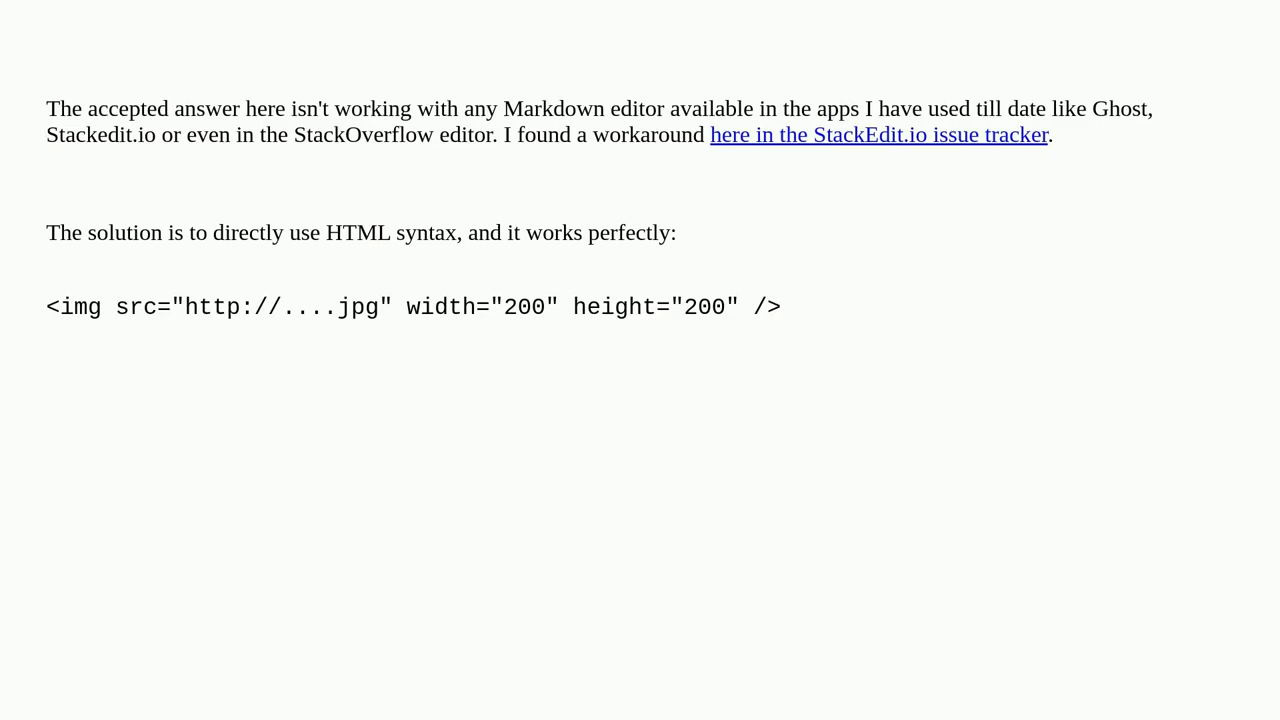 The accepted answer here isn't working with any Markdown editor available in the apps I have used till date like Ghost,
Stackedit.io or even in the StackOverflow editor. I found a workaround here in the StackEdit.io issue tracker.
The solution is to directly use HTML syntax, and it works perfectly:
<img src="http://....jpg" width="200" height="200" />